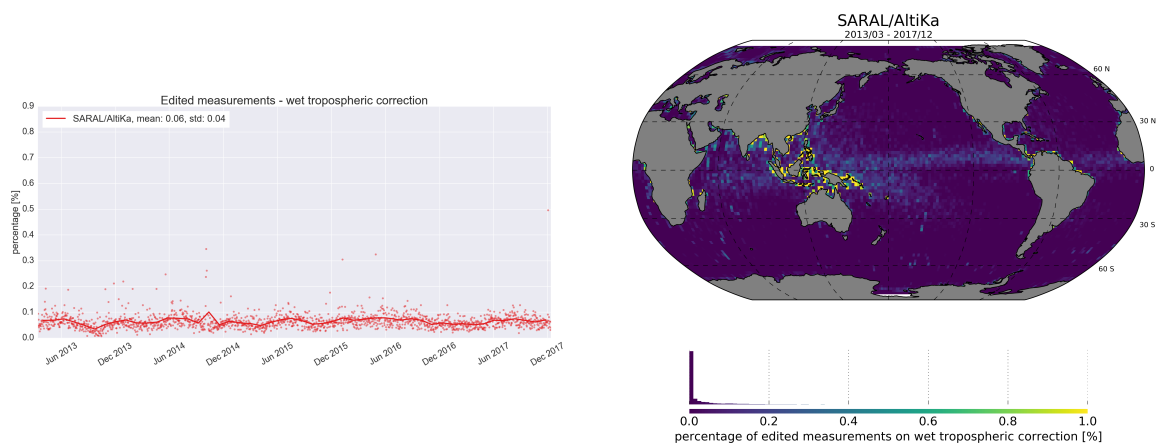 Edited measurements - wet tropospheric correction
SARAL/AltiKa, mean: 0.06, std: 0.04
percentage [%]
0.9
0.8
0.7
0.6
0.5
0.4
0.3
0.2
0.1
0.0
Jun 2013
Dec 2013
Jun 2014
Dec 2014
Jun 2015
Dec 2015
Jun 2016
Dec 2016
Jun 2017
Dec 2017
SARAL/AltiKa
2013/03 - 2017/12
60 N
30 N
0
30 S
60 S
0.0 0.2 0.4 0.6 0.8 1.0
percentage of edited measurements on wet tropospheric correction [%]